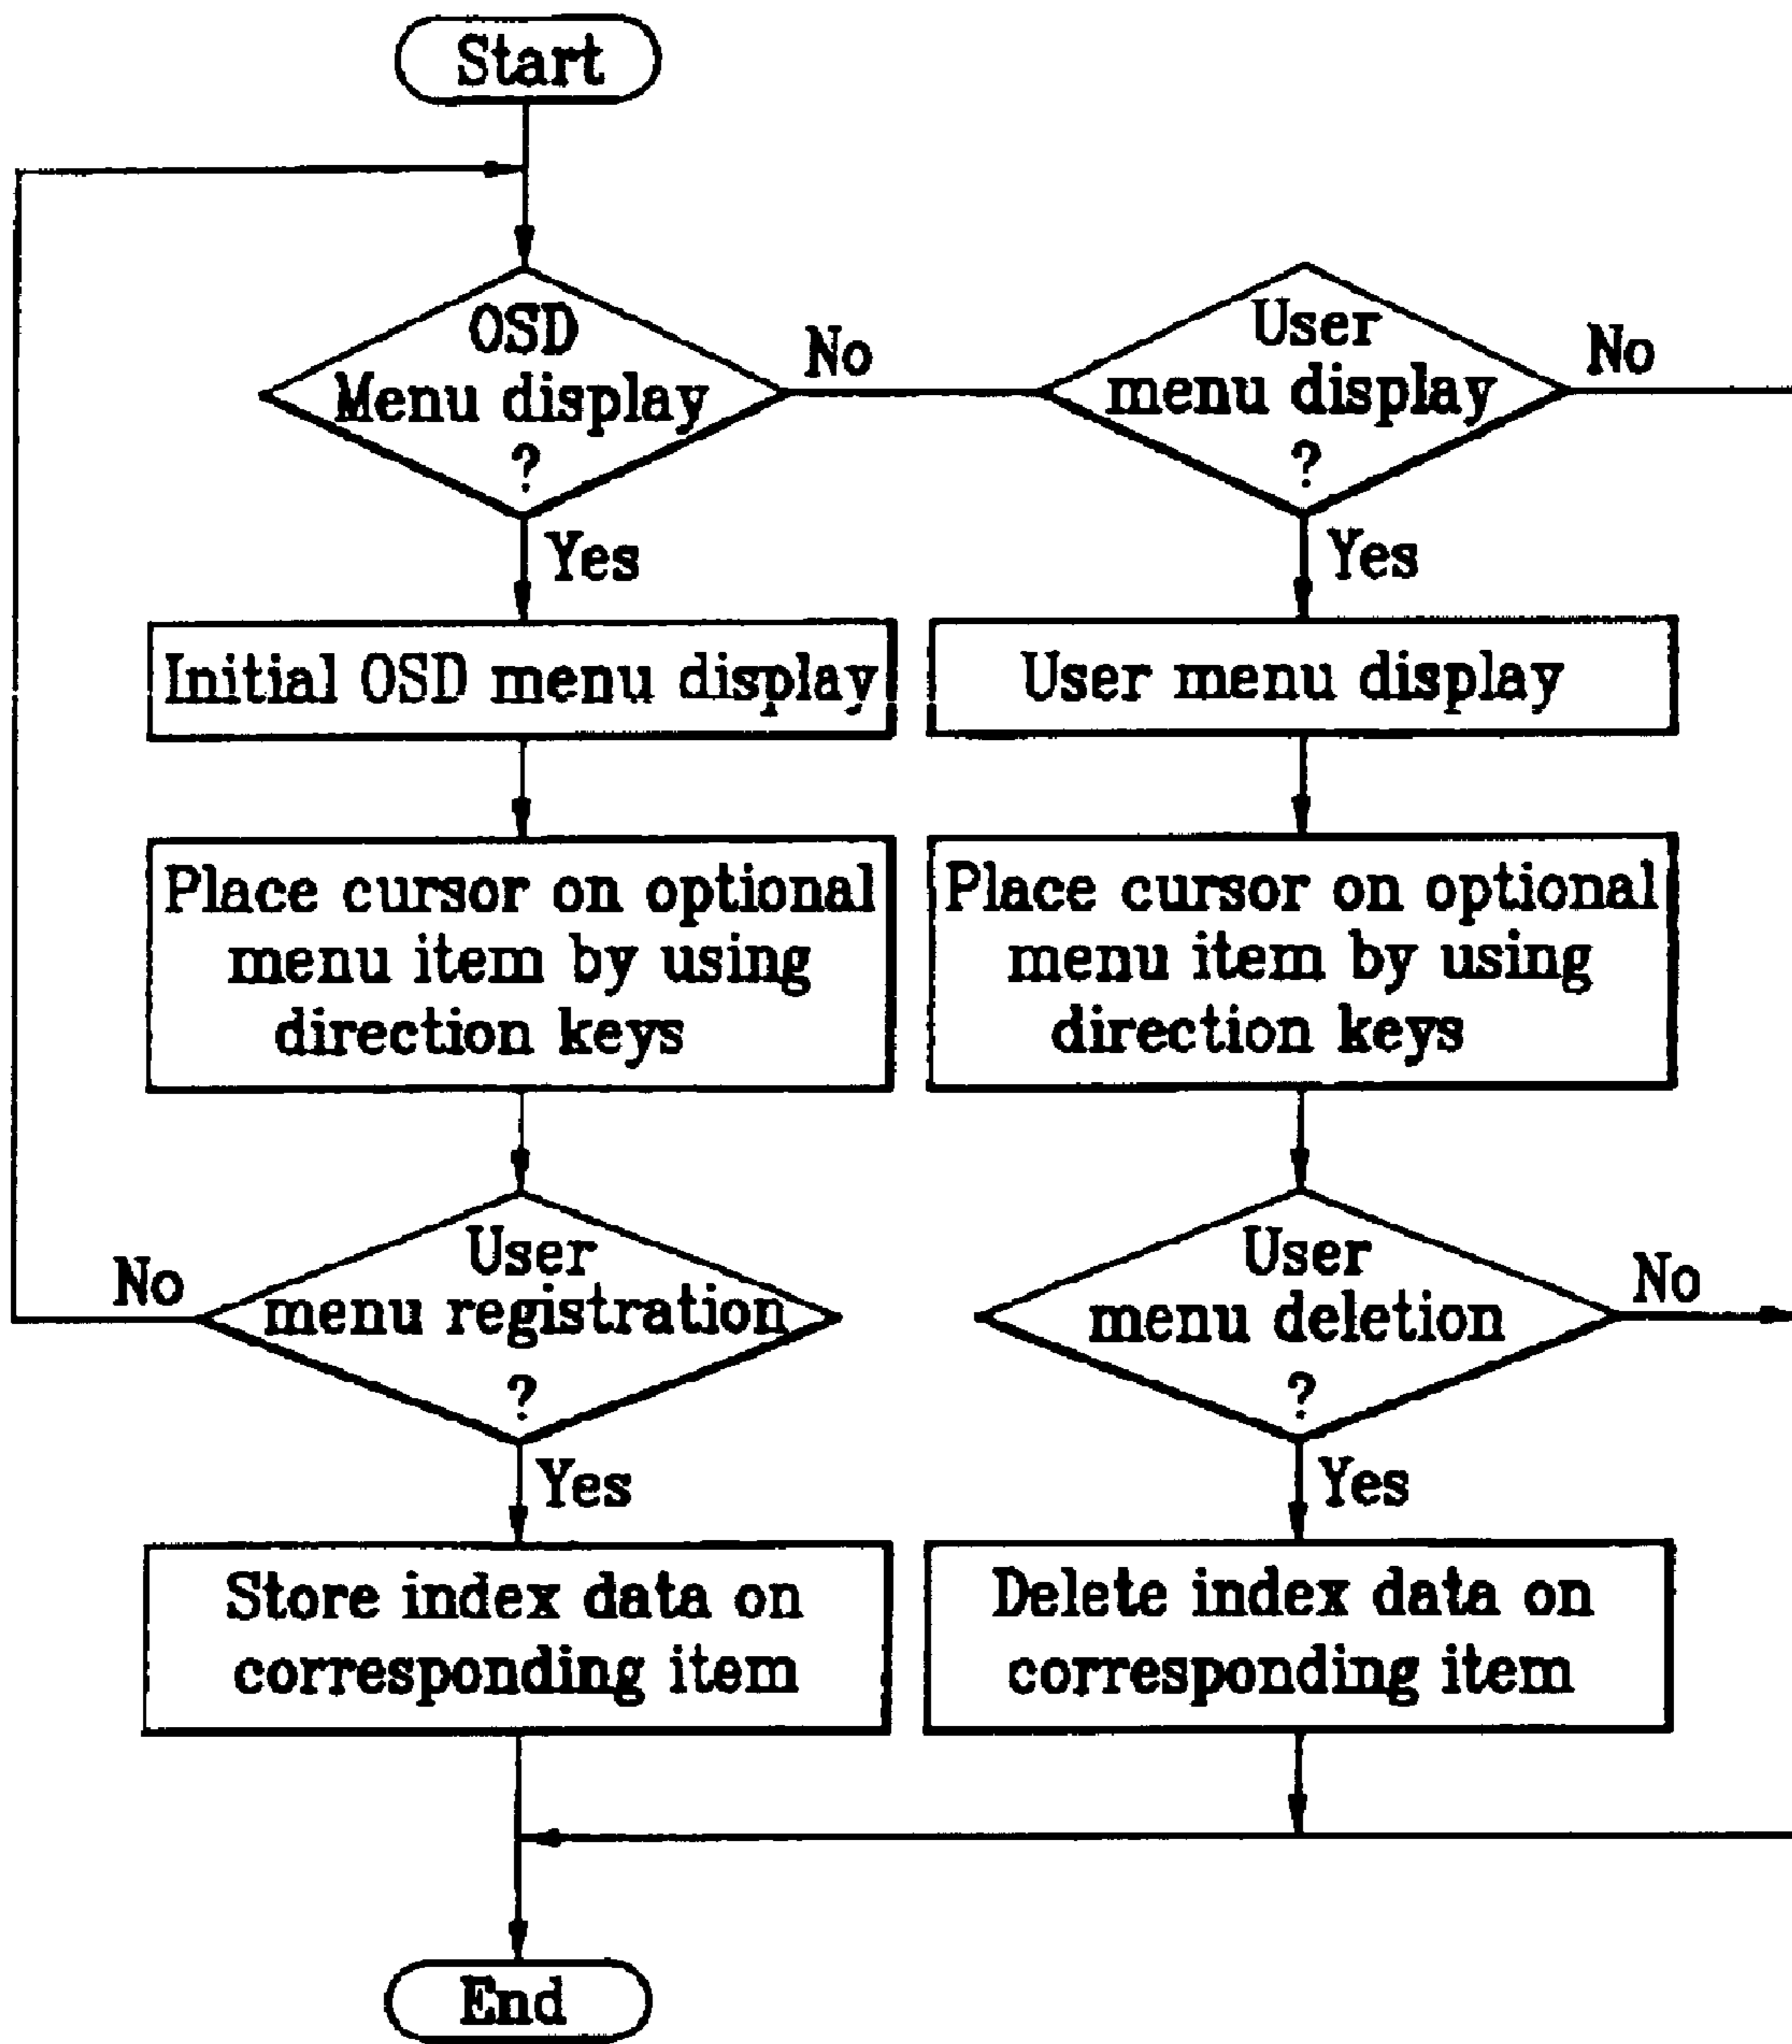 Start
OSD
Menu display
?
No
Yes
User
menu display
?
No
Yes
Initial OSD menu display
User menu display
Place cursor on optional
menu item by using
direction keys
Place cursor on optional
menu item by using
direction keys
User
menu registration
?
No
Yes
User
menu deletion
?
No
Yes
Store index data on
corresponding item
Delete index data on
corresponding item
End